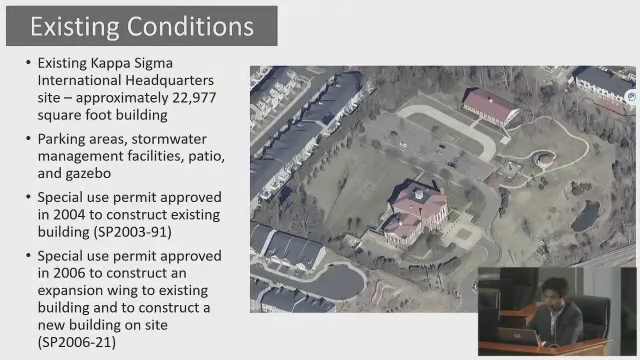 Existing Conditions
• Existing Kappa Sigma
International Headquarters
site – approximately 22,977
square foot building
• Parking areas, stormwater
management facilities, patio,
and gazebo
• Special use permit approved
in 2004 to construct existing
building (SP2003-91)
• Special use permit approved
in 2006 to construct an
expansion wing to existing
building and to construct a
new building on site
(SP2006-21)